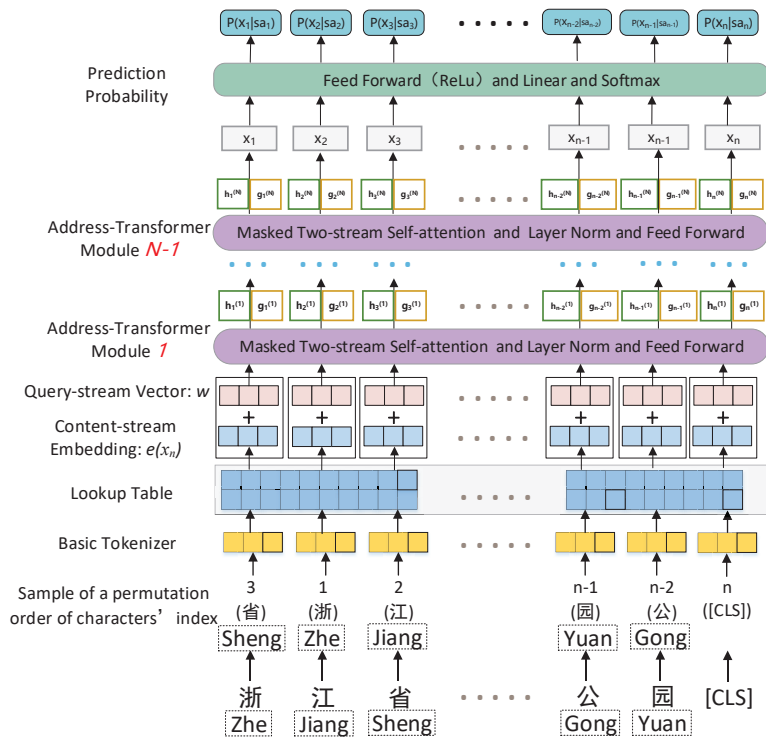 P(x₁|sa₁) P(x₂|sa₂) P(x₃|sa₃) ····· P(xₙ₋₂|saₙ₋₂) P(xₙ₋₁|saₙ₋₁) P(xₙ|saₙ)
Prediction Probability
Feed Forward（ReLu）and Linear and Softmax
x₁ x₂ x₃ ····· xₙ₋₁ xₙ₋₁ xₙ
h₁⁽ᴺ⁾ g₁⁽ᴺ⁾ h₂⁽ᴺ⁾ g₂⁽ᴺ⁾ h₃⁽ᴺ⁾ g₃⁽ᴺ⁾ ····· hₙ₋₂⁽ᴺ⁾ gₙ₋₂⁽ᴺ⁾ hₙ₋₁⁽ᴺ⁾ gₙ₋₁⁽ᴺ⁾ hₙ⁽ᴺ⁾ gₙ⁽ᴺ⁾
Address-Transformer
Module N-1
Masked Two-stream Self-attention and Layer Norm and Feed Forward
h₁⁽¹⁾ g₁⁽¹⁾ h₂⁽¹⁾ g₂⁽¹⁾ h₃⁽¹⁾ g₃⁽¹⁾ ····· hₙ₋₂⁽¹⁾ gₙ₋₂⁽¹⁾ hₙ₋₁⁽¹⁾ gₙ₋₁⁽¹⁾ hₙ⁽¹⁾ gₙ⁽¹⁾
Address-Transformer
Module 1
Masked Two-stream Self-attention and Layer Norm and Feed Forward
Query-stream Vector: w
+ + + + + +
Content-stream
Embedding: e(xₙ)
Lookup Table
Basic Tokenizer
Sample of a permutation
order of characters' index
3 1 2 n-1 n-2 n
(省) (浙) (江) (园) (公) ([CLS])
Sheng Zhe Jiang Yuan Gong
浙 江 省 ····· 公 园 [CLS]
Zhe Jiang Sheng Gong Yuan